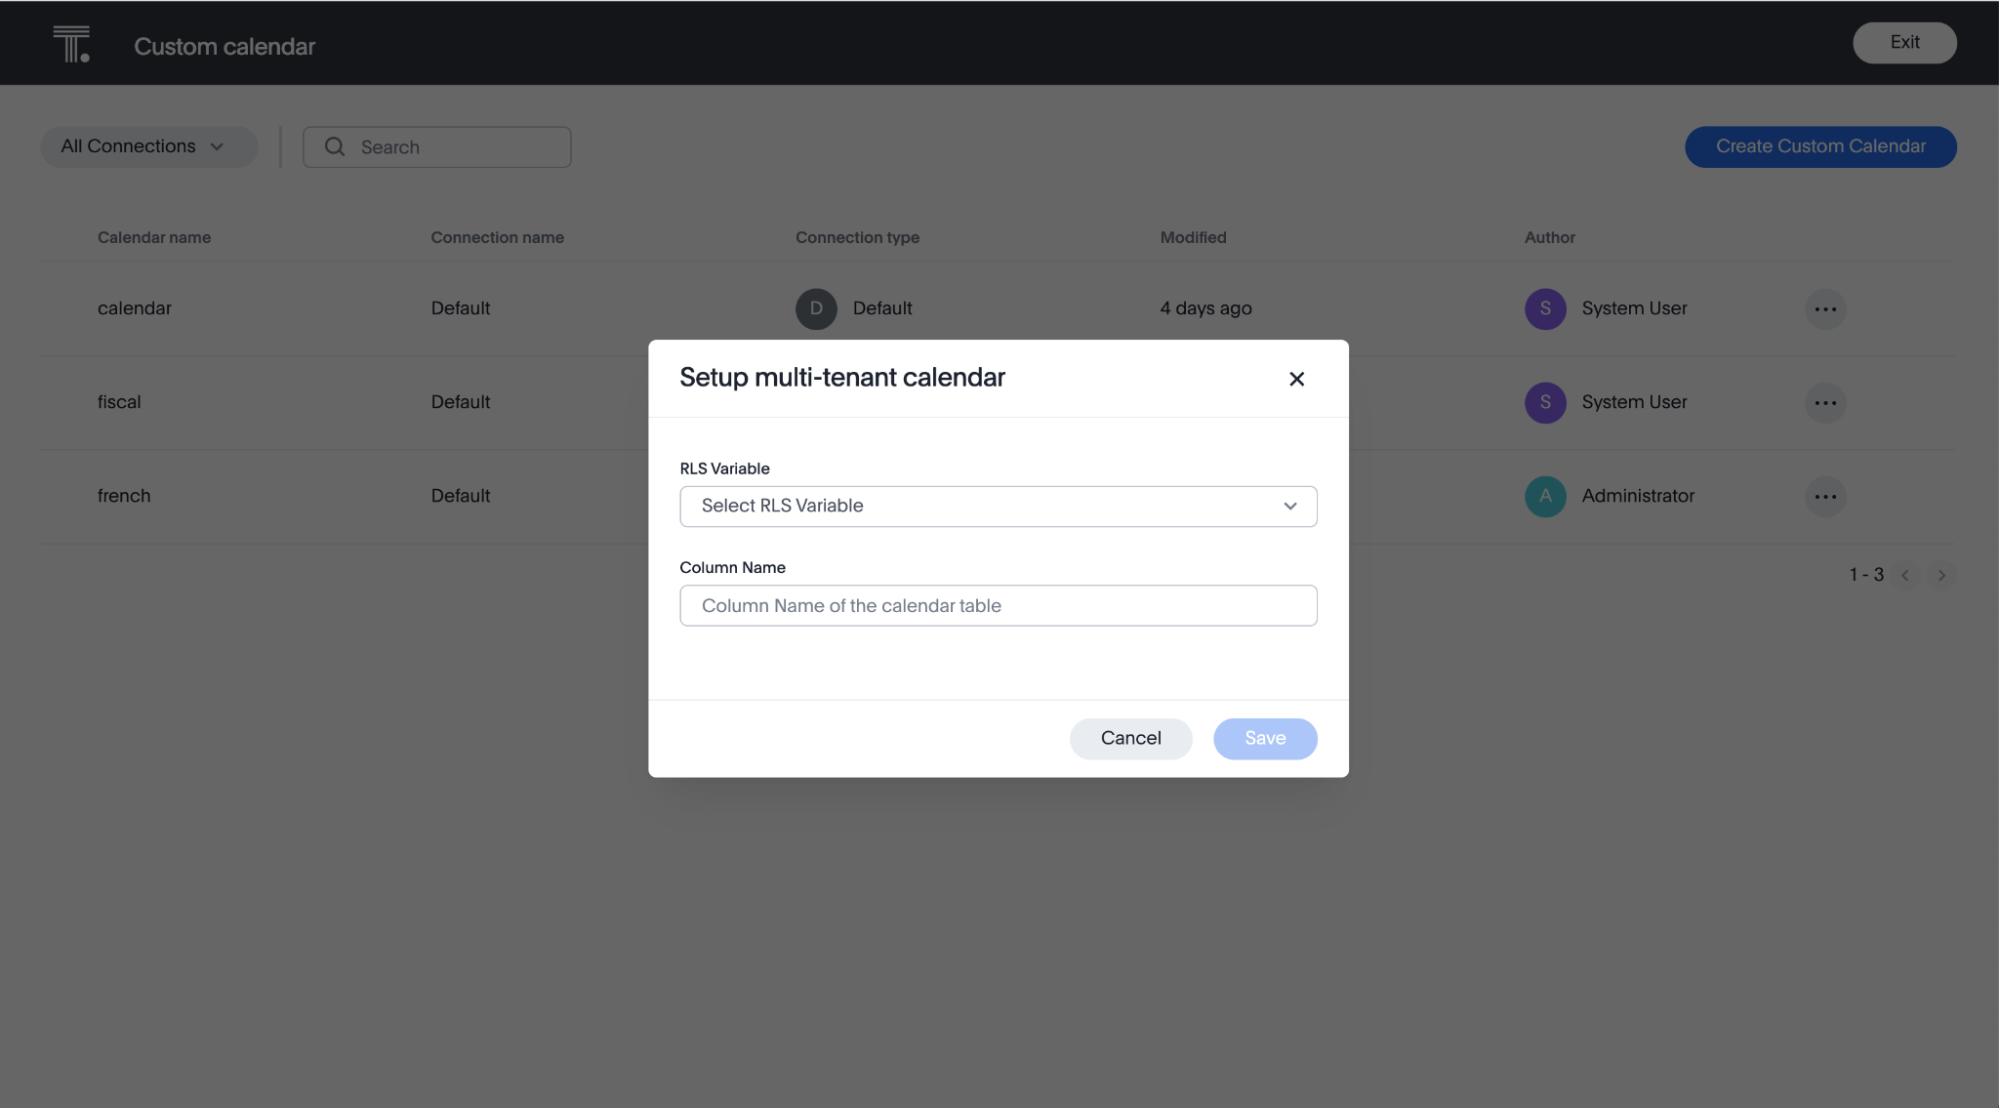 Custom calendar
Exit
All Connections
Search
Create Custom Calendar
Calendar name Connection name Connection type Modified Author
calendar Default D Default 4 days ago S System User
fiscal Default S System User
french Default A Administrator
1 - 3
Setup multi-tenant calendar
RLS Variable
Select RLS Variable
Column Name
Column Name of the calendar table
Cancel
Save